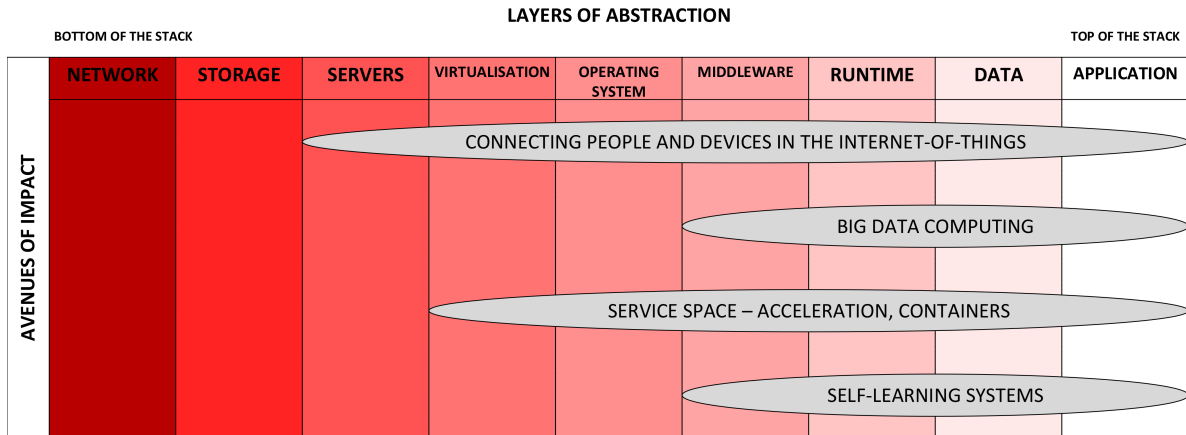 LAYERS OF ABSTRACTION
BOTTOM OF THE STACK
TOP OF THE STACK
NETWORK
STORAGE
SERVERS
VIRTUALISATION
OPERATING
SYSTEM
MIDDLEWARE
RUNTIME
DATA
APPLICATION
AVENUES OF IMPACT
CONNECTING PEOPLE AND DEVICES IN THE INTERNET-OF-THINGS
BIG DATA COMPUTING
SERVICE SPACE – ACCELERATION, CONTAINERS
SELF-LEARNING SYSTEMS